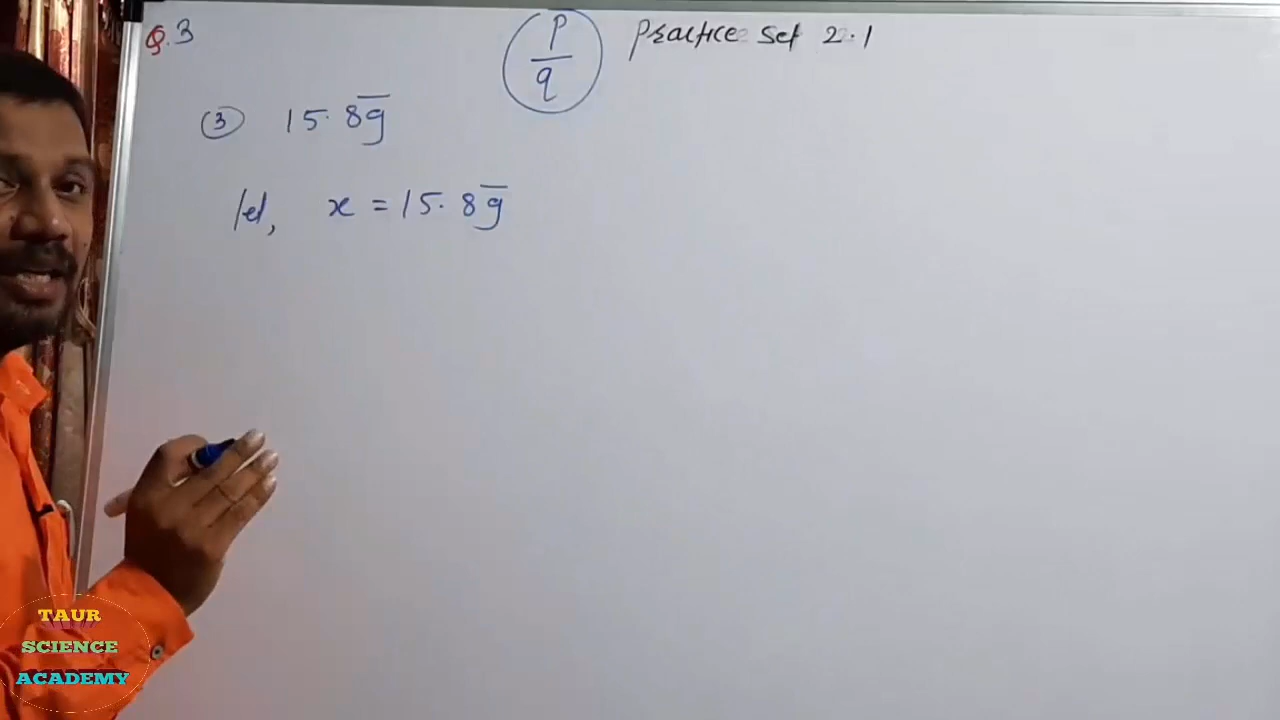 Q.3
p/q
Practice set 2.1
③ 15.89̅
let, x = 15.89̅
TAUR
SCIENCE
ACADEMY